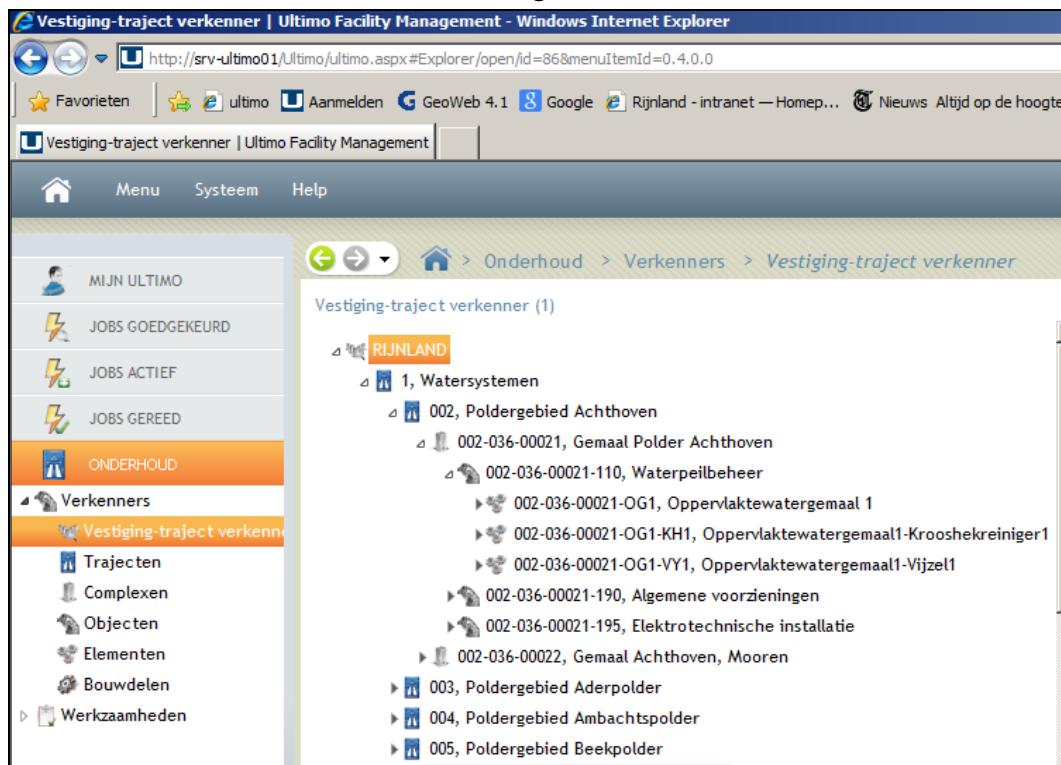 Vestiging-traject verkenner | Ultimo Facility Management - Windows Internet Explorer
http://srv-ultimo01/Ultimo/ultimo.aspx#Explorer/open/id=86&menuItemId=0.4.0.0
Favorieten ultimo Aanmelden GeoWeb 4.1 Google Rijnland - intranet — Homep... Nieuws Altijd op de hoogte
Vestiging-traject verkenner | Ultimo Facility Management
Menu Systeem Help
MIJN ULTIMO
JOBS GOEDGEKEURD
JOBS ACTIEF
JOBS GEREED
ONDERHOUD
Verkenners
Vestiging-traject verkenn
Trajecten
Complexen
Objecten
Elementen
Bouwdelen
Werkzaamheden
> Onderhoud > Verkenners > Vestiging-traject verkenner
Vestiging-traject verkenner (1)
RIJNLAND
1, Watersystemen
002, Poldergebied Achthoven
002-036-00021, Gemaal Polder Achthoven
002-036-00021-110, Waterpeilbeheer
002-036-00021-OG1, Oppervlaktewatergemaal 1
002-036-00021-OG1-KH1, Oppervlaktewatergemaal1-Krooshekreiniger1
002-036-00021-OG1-VY1, Oppervlaktewatergemaal1-Vijzel1
002-036-00021-190, Algemene voorzieningen
002-036-00021-195, Elektrotechnische installatie
002-036-00022, Gemaal Achthoven, Mooren
003, Poldergebied Aderpolder
004, Poldergebied Ambachtspolder
005, Poldergebied Beekpolder